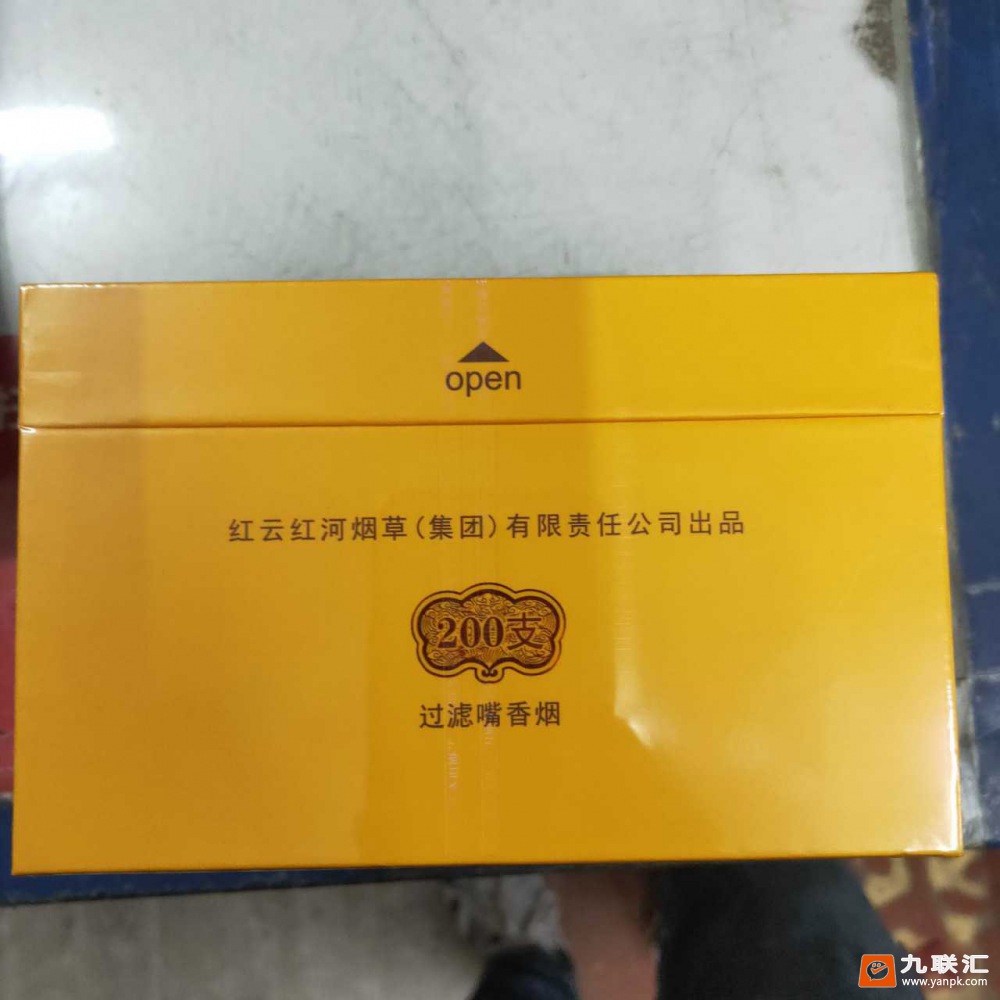 open
红云红河烟草(集团)有限责任公司出品
200支
过滤嘴香烟
九联汇
www.yanpk.com